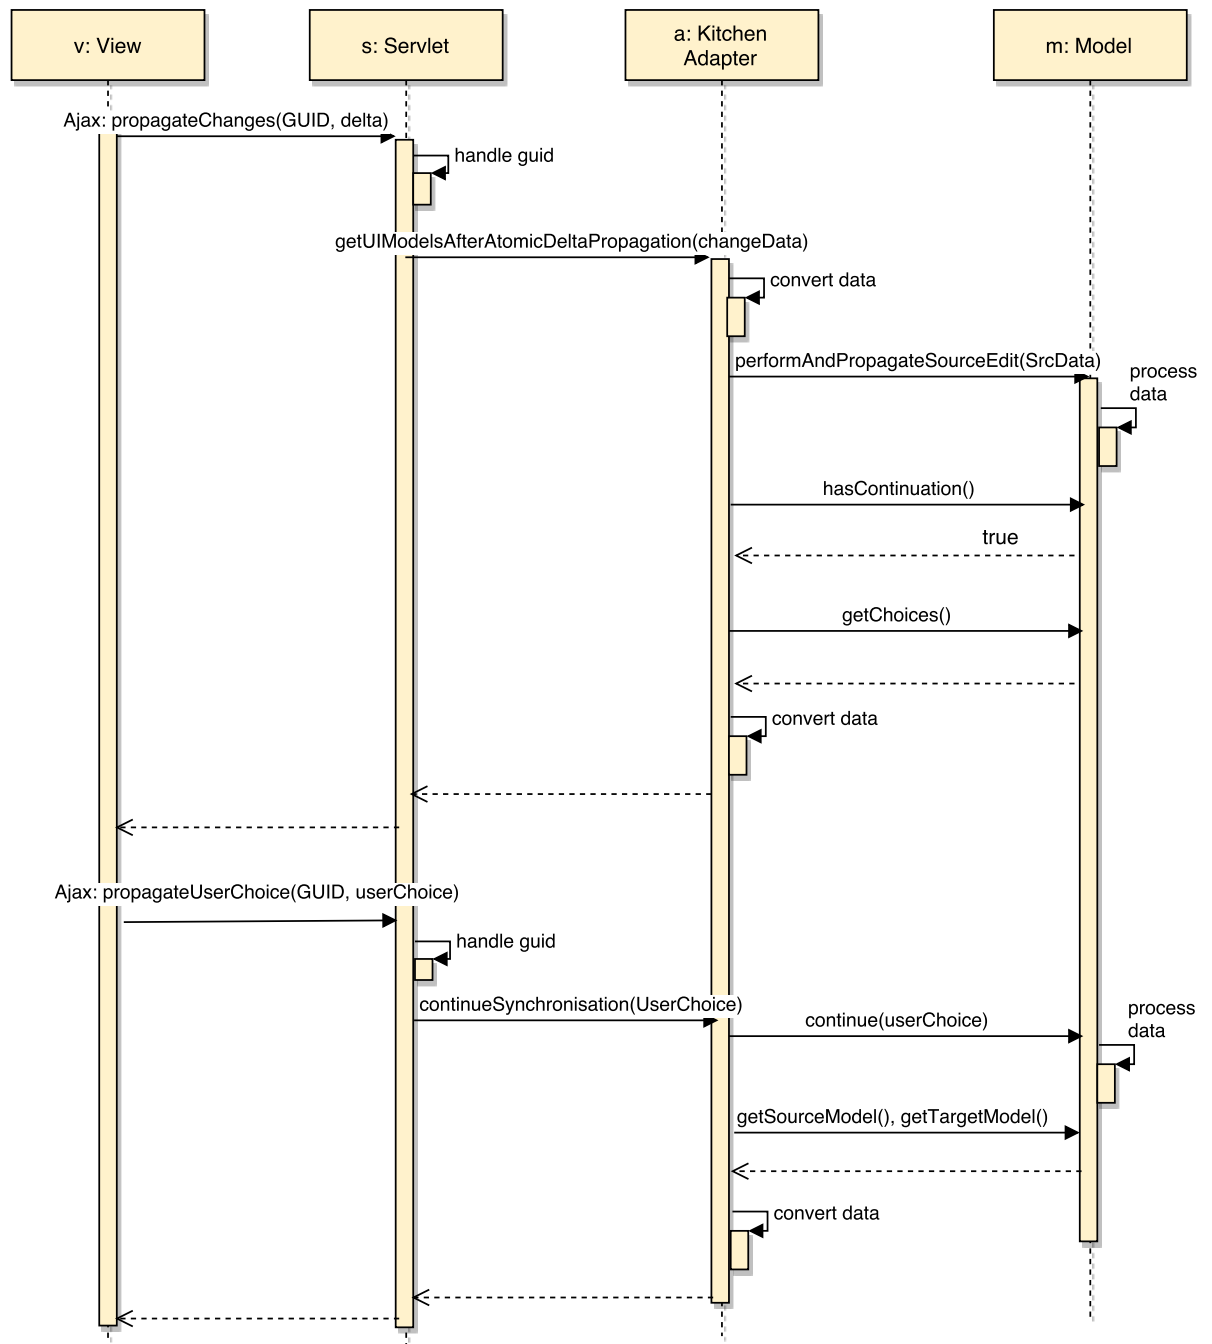 v: View
s: Servlet
a: Kitchen
Adapter
m: Model
Ajax: propagateChanges(GUID, delta)
handle guid
getUIModelsAfterAtomicDeltaPropagation(changeData)
convert data
performAndPropagateSourceEdit(SrcData)
process
data
hasContinuation()
true
getChoices()
convert data
Ajax: propagateUserChoice(GUID, userChoice)
handle guid
continueSynchronisation(UserChoice)
continue(userChoice)
process
data
getSourceModel(), getTargetModel()
convert data